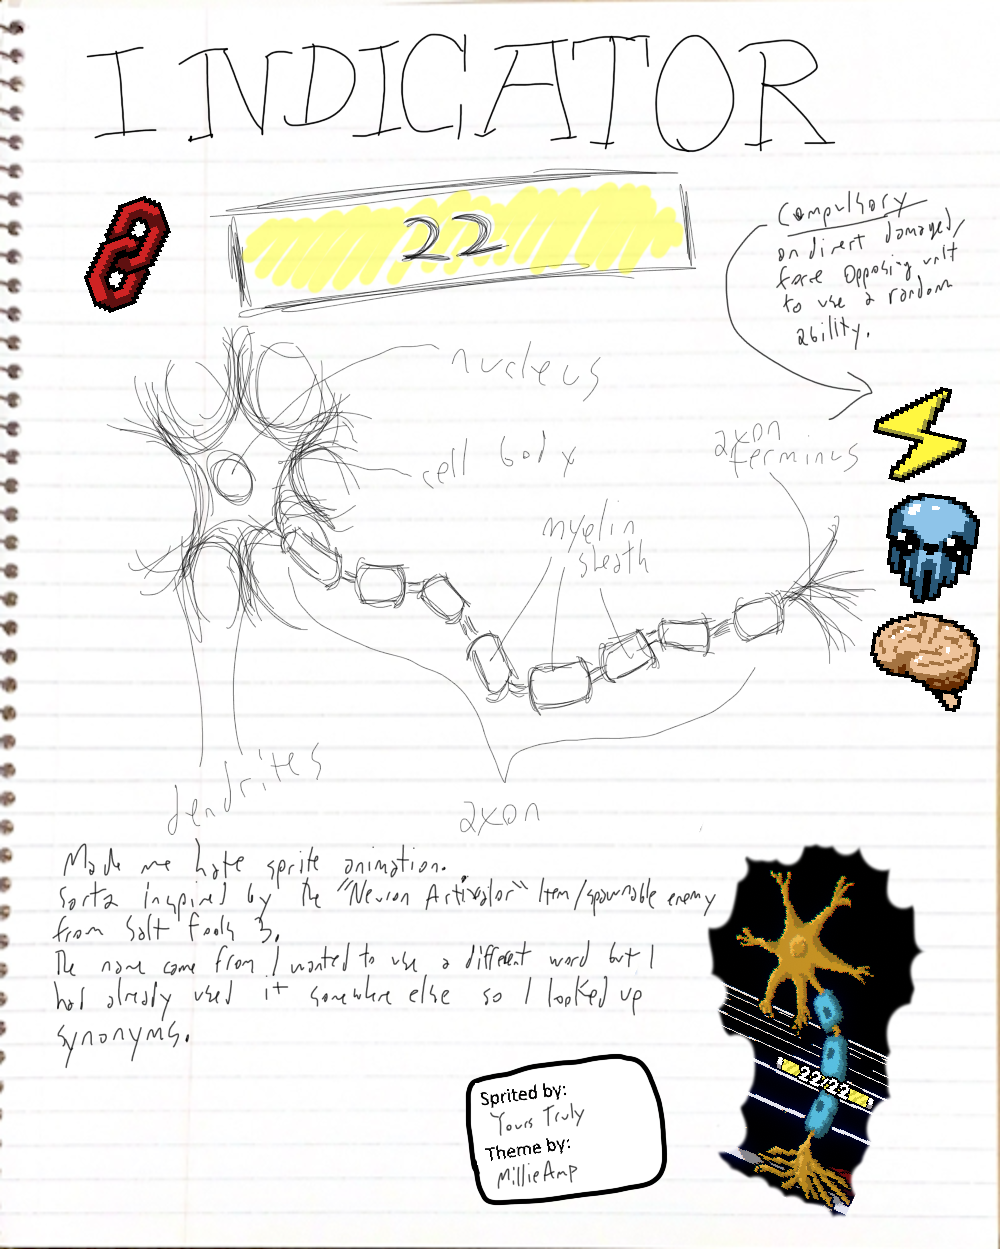 INDICATOR
22
Compulsory
on direct damaged,
force opposing unit
to use a random
ability.
nucleus
cell body
axon
terminus
myelin
sheath
dendrites
axon
Made me hate sprite animation.
Sorta inspired by the "Neuron Activator" Item/spawnable enemy
from Salt Fools 3.
The name came from I wanted to use a different word but I
had already used it somewhere else so I looked up
synonyms.
22/22
Sprited by:
Yours Truly
Theme by:
MillieAmp